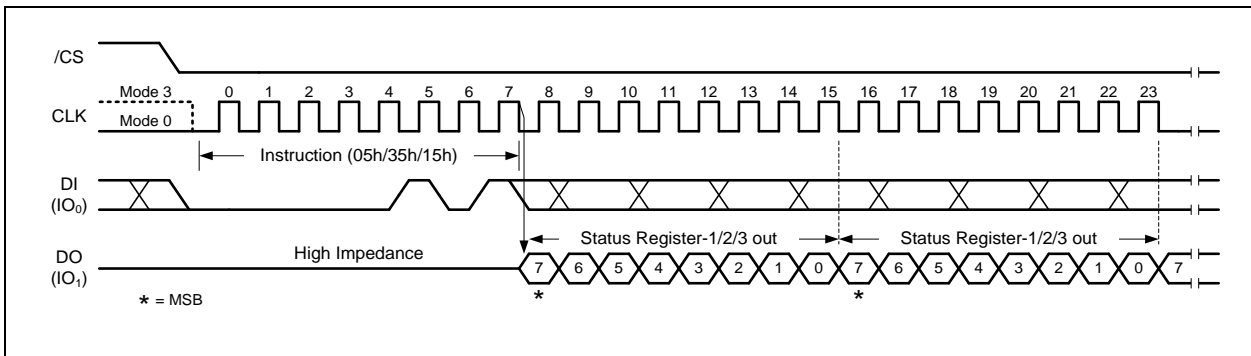 /CS
Mode 3
0 1 2 3 4 5 6 7 8 9 10 11 12 13 14 15 16 17 18 19 20 21 22 23
CLK
Mode 0
Instruction (05h/35h/15h)
DI
(IO₀)
Status Register-1/2/3 out Status Register-1/2/3 out
High Impedance
DO
(IO₁)
7 6 5 4 3 2 1 0 7 6 5 4 3 2 1 0 7
* *
* = MSB